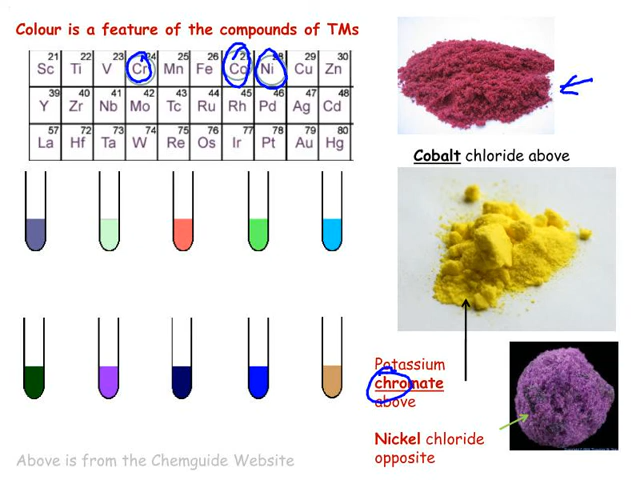 Colour is a feature of the compounds of TMs
21 22 23 24 25 26 27 28 29 30
Sc Ti V Cr Mn Fe Co Ni Cu Zn
39 40 41 42 43 44 45 46 47 48
Y Zr Nb Mo Tc Ru Rh Pd Ag Cd
57 72 73 74 75 76 77 78 79 80
La Hf Ta W Re Os Ir Pt Au Hg
Cobalt chloride above
Potassium
chromate
above
Nickel chloride
opposite
Above is from the Chemguide Website